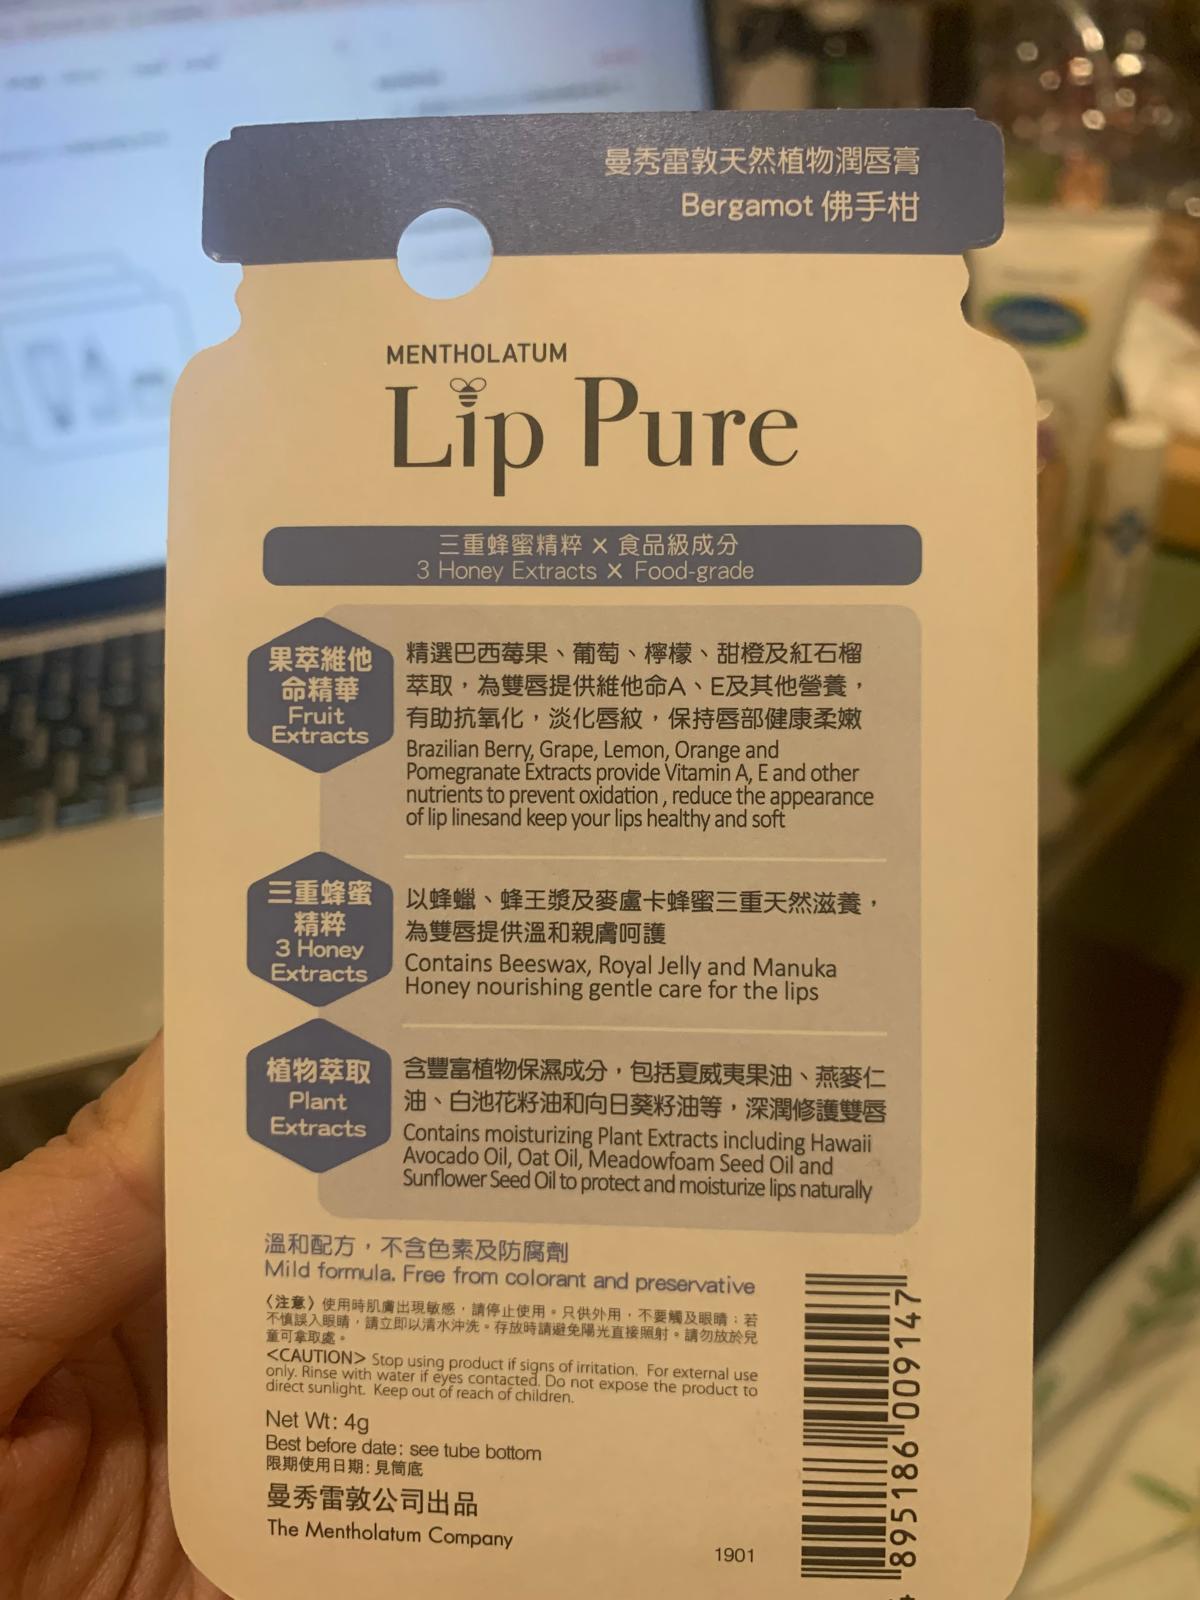 曼秀雷敦天然植物潤唇膏
Bergamot 佛手柑
MENTHOLATUM
Lip Pure
三重蜂蜜精粹 X 食品級成分
3 Honey Extracts X Food-grade
果萃維他
命精華
Fruit
Extracts
精選巴西莓果、葡萄、檸檬、甜橙及紅石榴
萃取，為雙唇提供維他命A、E及其他營養，
有助抗氧化，淡化唇紋，保持唇部健康柔嫩
Brazilian Berry, Grape, Lemon, Orange and
Pomegranate Extracts provide Vitamin A, E and other
nutrients to prevent oxidation , reduce the appearance
of lip linesand keep your lips healthy and soft
三重蜂蜜
精粹
3 Honey
Extracts
以蜂蠟、蜂王漿及麥盧卡蜂蜜三重天然滋養，
為雙唇提供溫和親膚呵護
Contains Beeswax, Royal Jelly and Manuka
Honey nourishing gentle care for the lips
植物萃取
Plant
Extracts
含豐富植物保濕成分，包括夏威夷果油、燕麥仁
油、白池花籽油和向日葵籽油等，深潤修護雙唇
Contains moisturizing Plant Extracts including Hawaii
Avocado Oil, Oat Oil, Meadowfoam Seed Oil and
Sunflower Seed Oil to protect and moisturize lips naturally
溫和配方，不含色素及防腐劑
Mild formula. Free from colorant and preservative
〈注意〉使用時肌膚出現敏感，請停止使用。只供外用，不要觸及眼睛；若
不慎誤入眼睛，請立即以清水沖洗。存放時請避免陽光直接照射。請勿放於兒
童可拿取處。
<CAUTION> Stop using product if signs of irritation. For external use
only. Rinse with water if eyes contacted. Do not expose the product to
direct sunlight. Keep out of reach of children.
Net Wt: 4g
Best before date: see tube bottom
限期使用日期: 見筒底
曼秀雷敦公司出品
The Mentholatum Company
1901
895186 009147